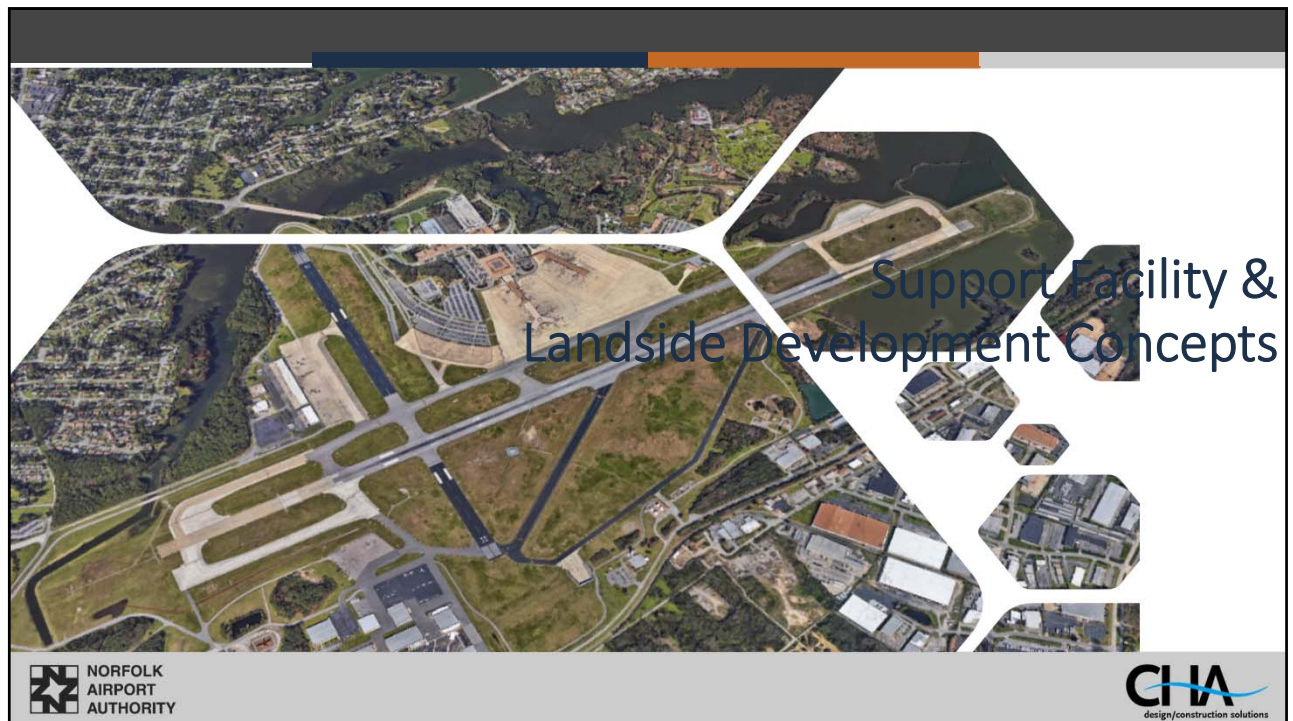 Support Facility &
Landside Development Concepts
NORFOLK
AIRPORT
AUTHORITY
CHA
design/construction solutions